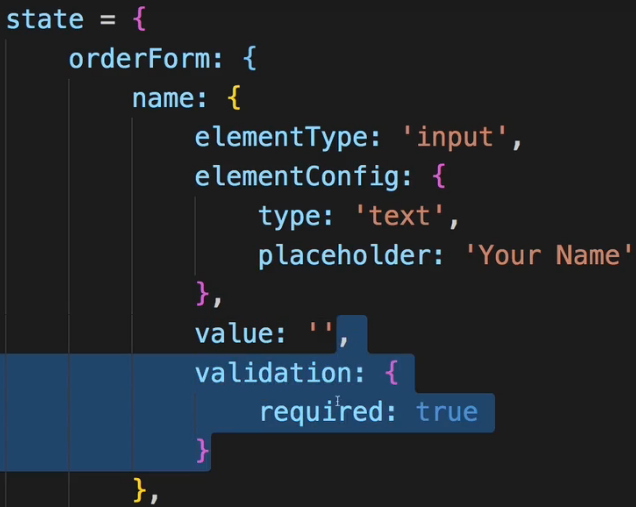 state = {
orderForm: {
name: {
elementType: 'input',
elementConfig: {
type: 'text',
placeholder: 'Your Name'
},
value: '',
validation: {
required: true
}
},